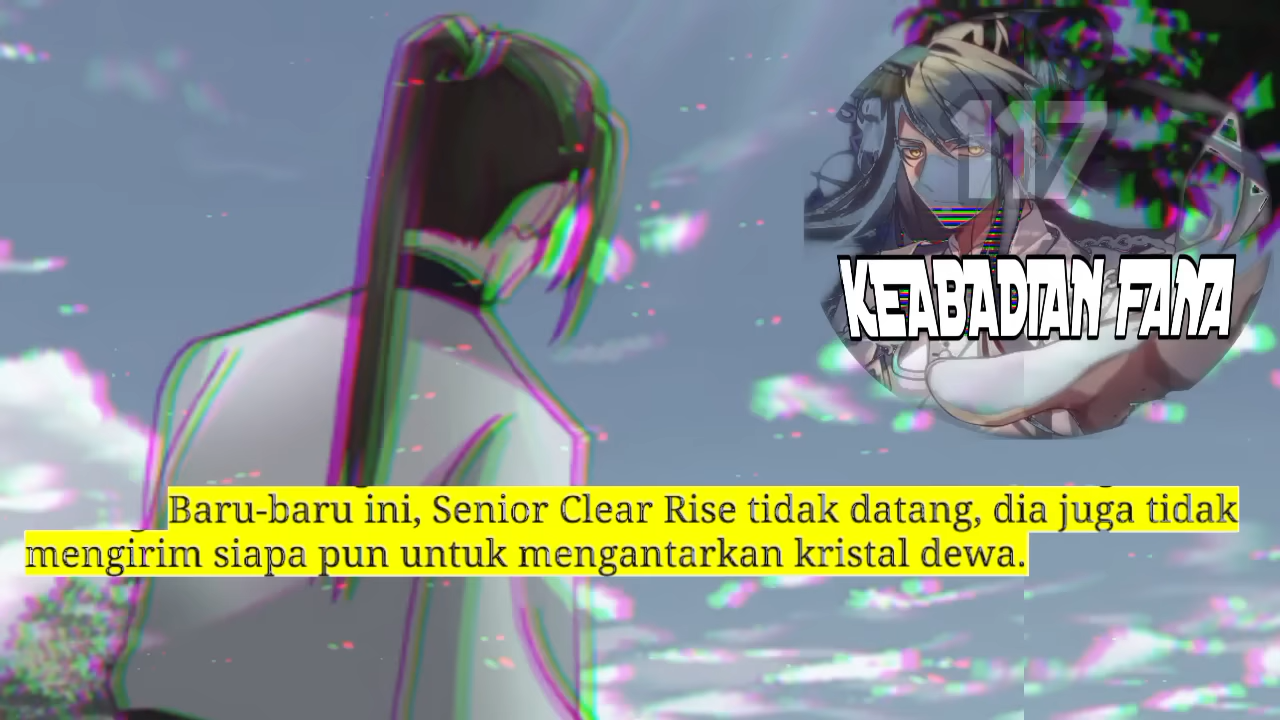 117
KEABADIAN FANA
Baru-baru ini, Senior Clear Rise tidak datang, dia juga tidak
mengirim siapa pun untuk mengantarkan kristal dewa.